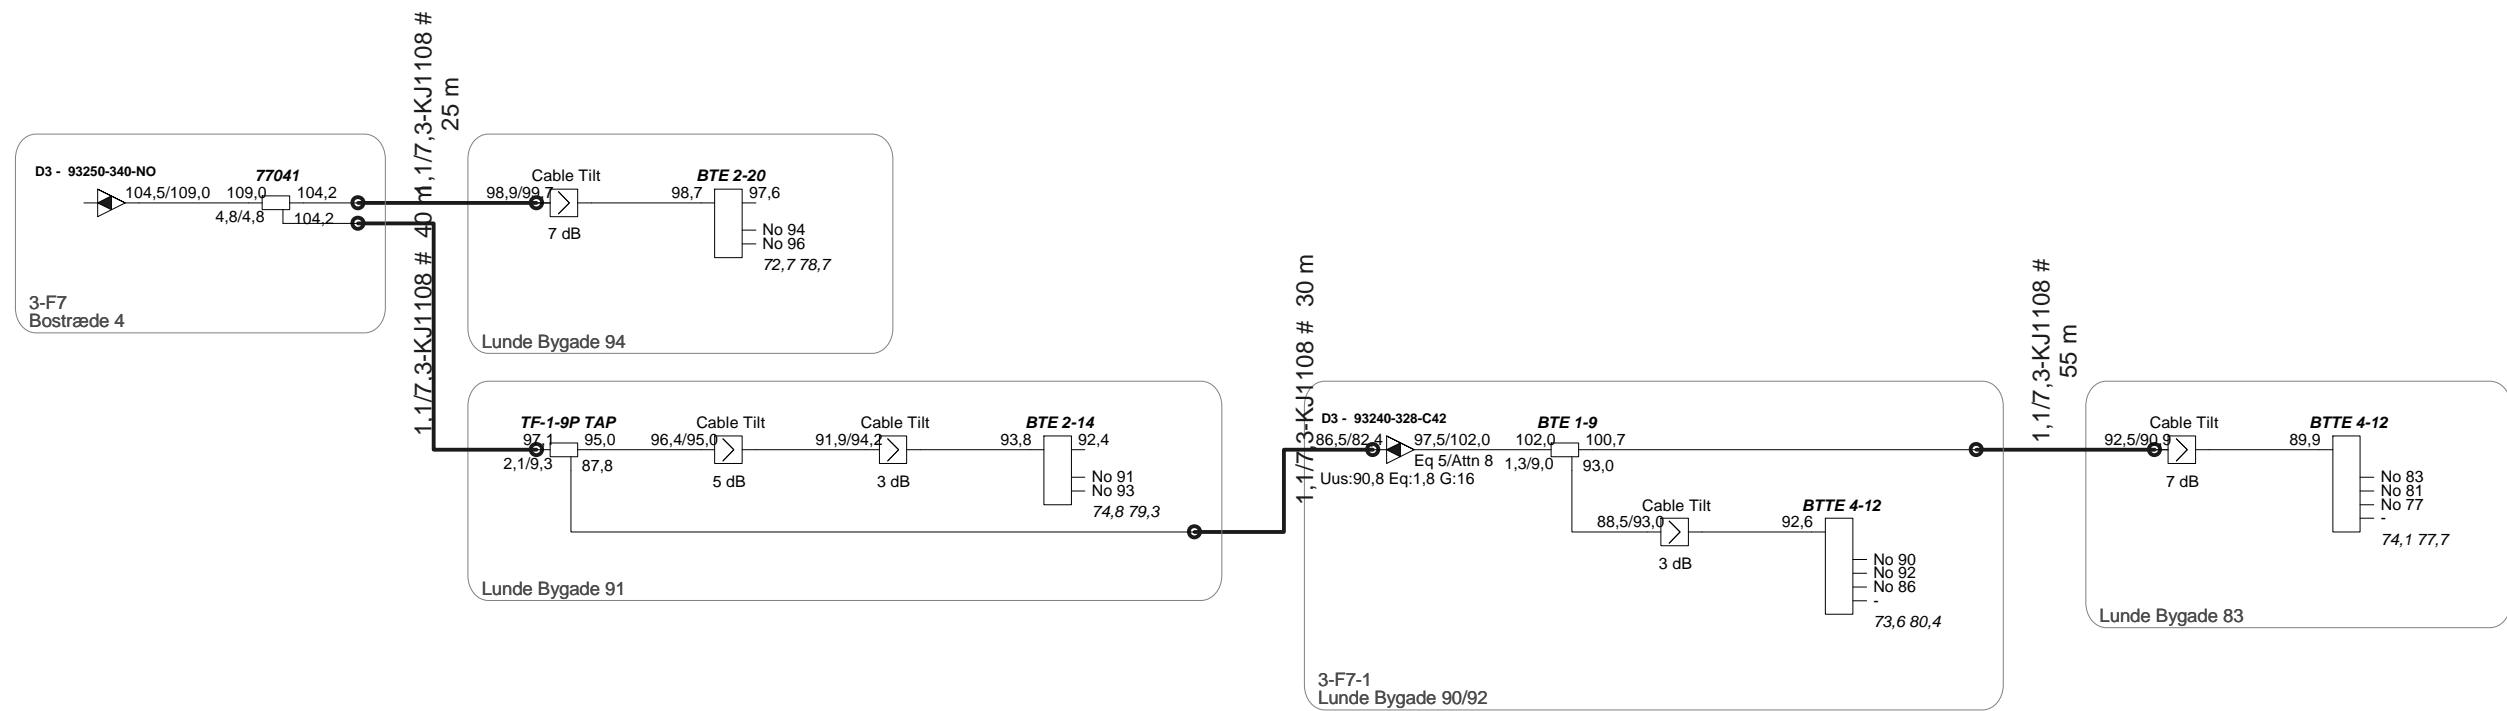 1,1/7,3-KJ1108 #
25 m
D3 - 93250-340-NO
77041
104,5/109,0
109,0
104,2
4,8/4,8
104,2
3-F7
Bostræde 4
1,1/7,3-KJ1108 # 40 m
Cable Tilt
BTE 2-20
98,9/99,7
98,7
97,6
7 dB
No 94
No 96
72,7 78,7
Lunde Bygade 94
TF-1-9P TAP
Cable Tilt
Cable Tilt
BTE 2-14
97,1
95,0
96,4/95,0
91,9/94,2
93,8
92,4
2,1/9,3
87,8
5 dB
3 dB
No 91
No 93
74,8 79,3
Lunde Bygade 91
1,1/7,3-KJ1108 # 30 m
D3 - 93240-328-C42
BTE 1-9
86,5/82,4
97,5/102,0
102,0
100,7
Eq 5/Attn 8
1,3/9,0
93,0
Uus:90,8 Eq:1,8 G:16
Cable Tilt
BTTE 4-12
88,5/93,0
92,6
3 dB
No 90
No 92
No 86
-
73,6 80,4
3-F7-1
Lunde Bygade 90/92
1,1/7,3-KJ1108 #
55 m
Cable Tilt
BTTE 4-12
92,5/90,9
89,9
7 dB
No 83
No 81
No 77
-
74,1 77,7
Lunde Bygade 83